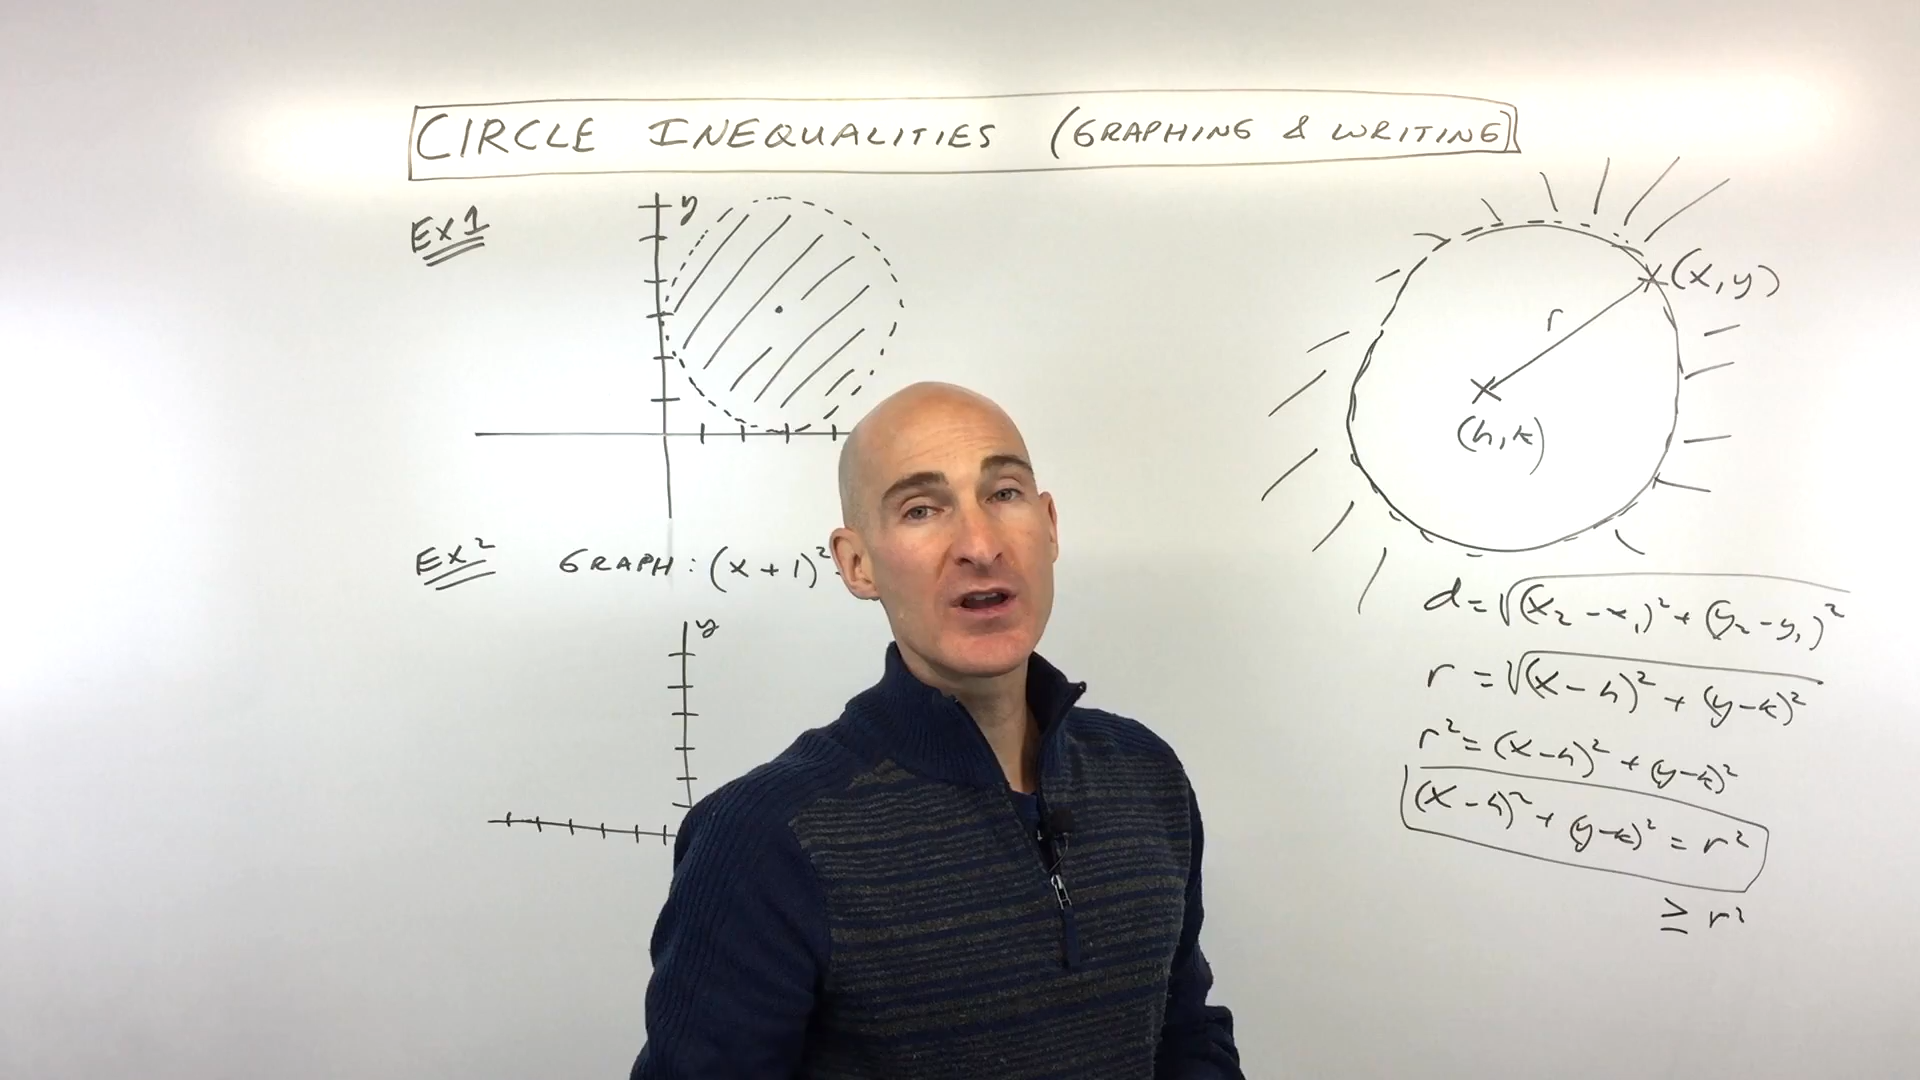 CIRCLE INEQUALITIES (GRAPHING & WRITING)
Ex 1
y
Ex 2 GRAPH: (x + 1)²
y
(x, y)
r
(h, k)
d = √(x₂ - x₁)² + (y₂ - y₁)²
r = √(x - h)² + (y - k)²
r² = (x - h)² + (y - k)²
(x - h)² + (y - k)² = r²
≥ r²